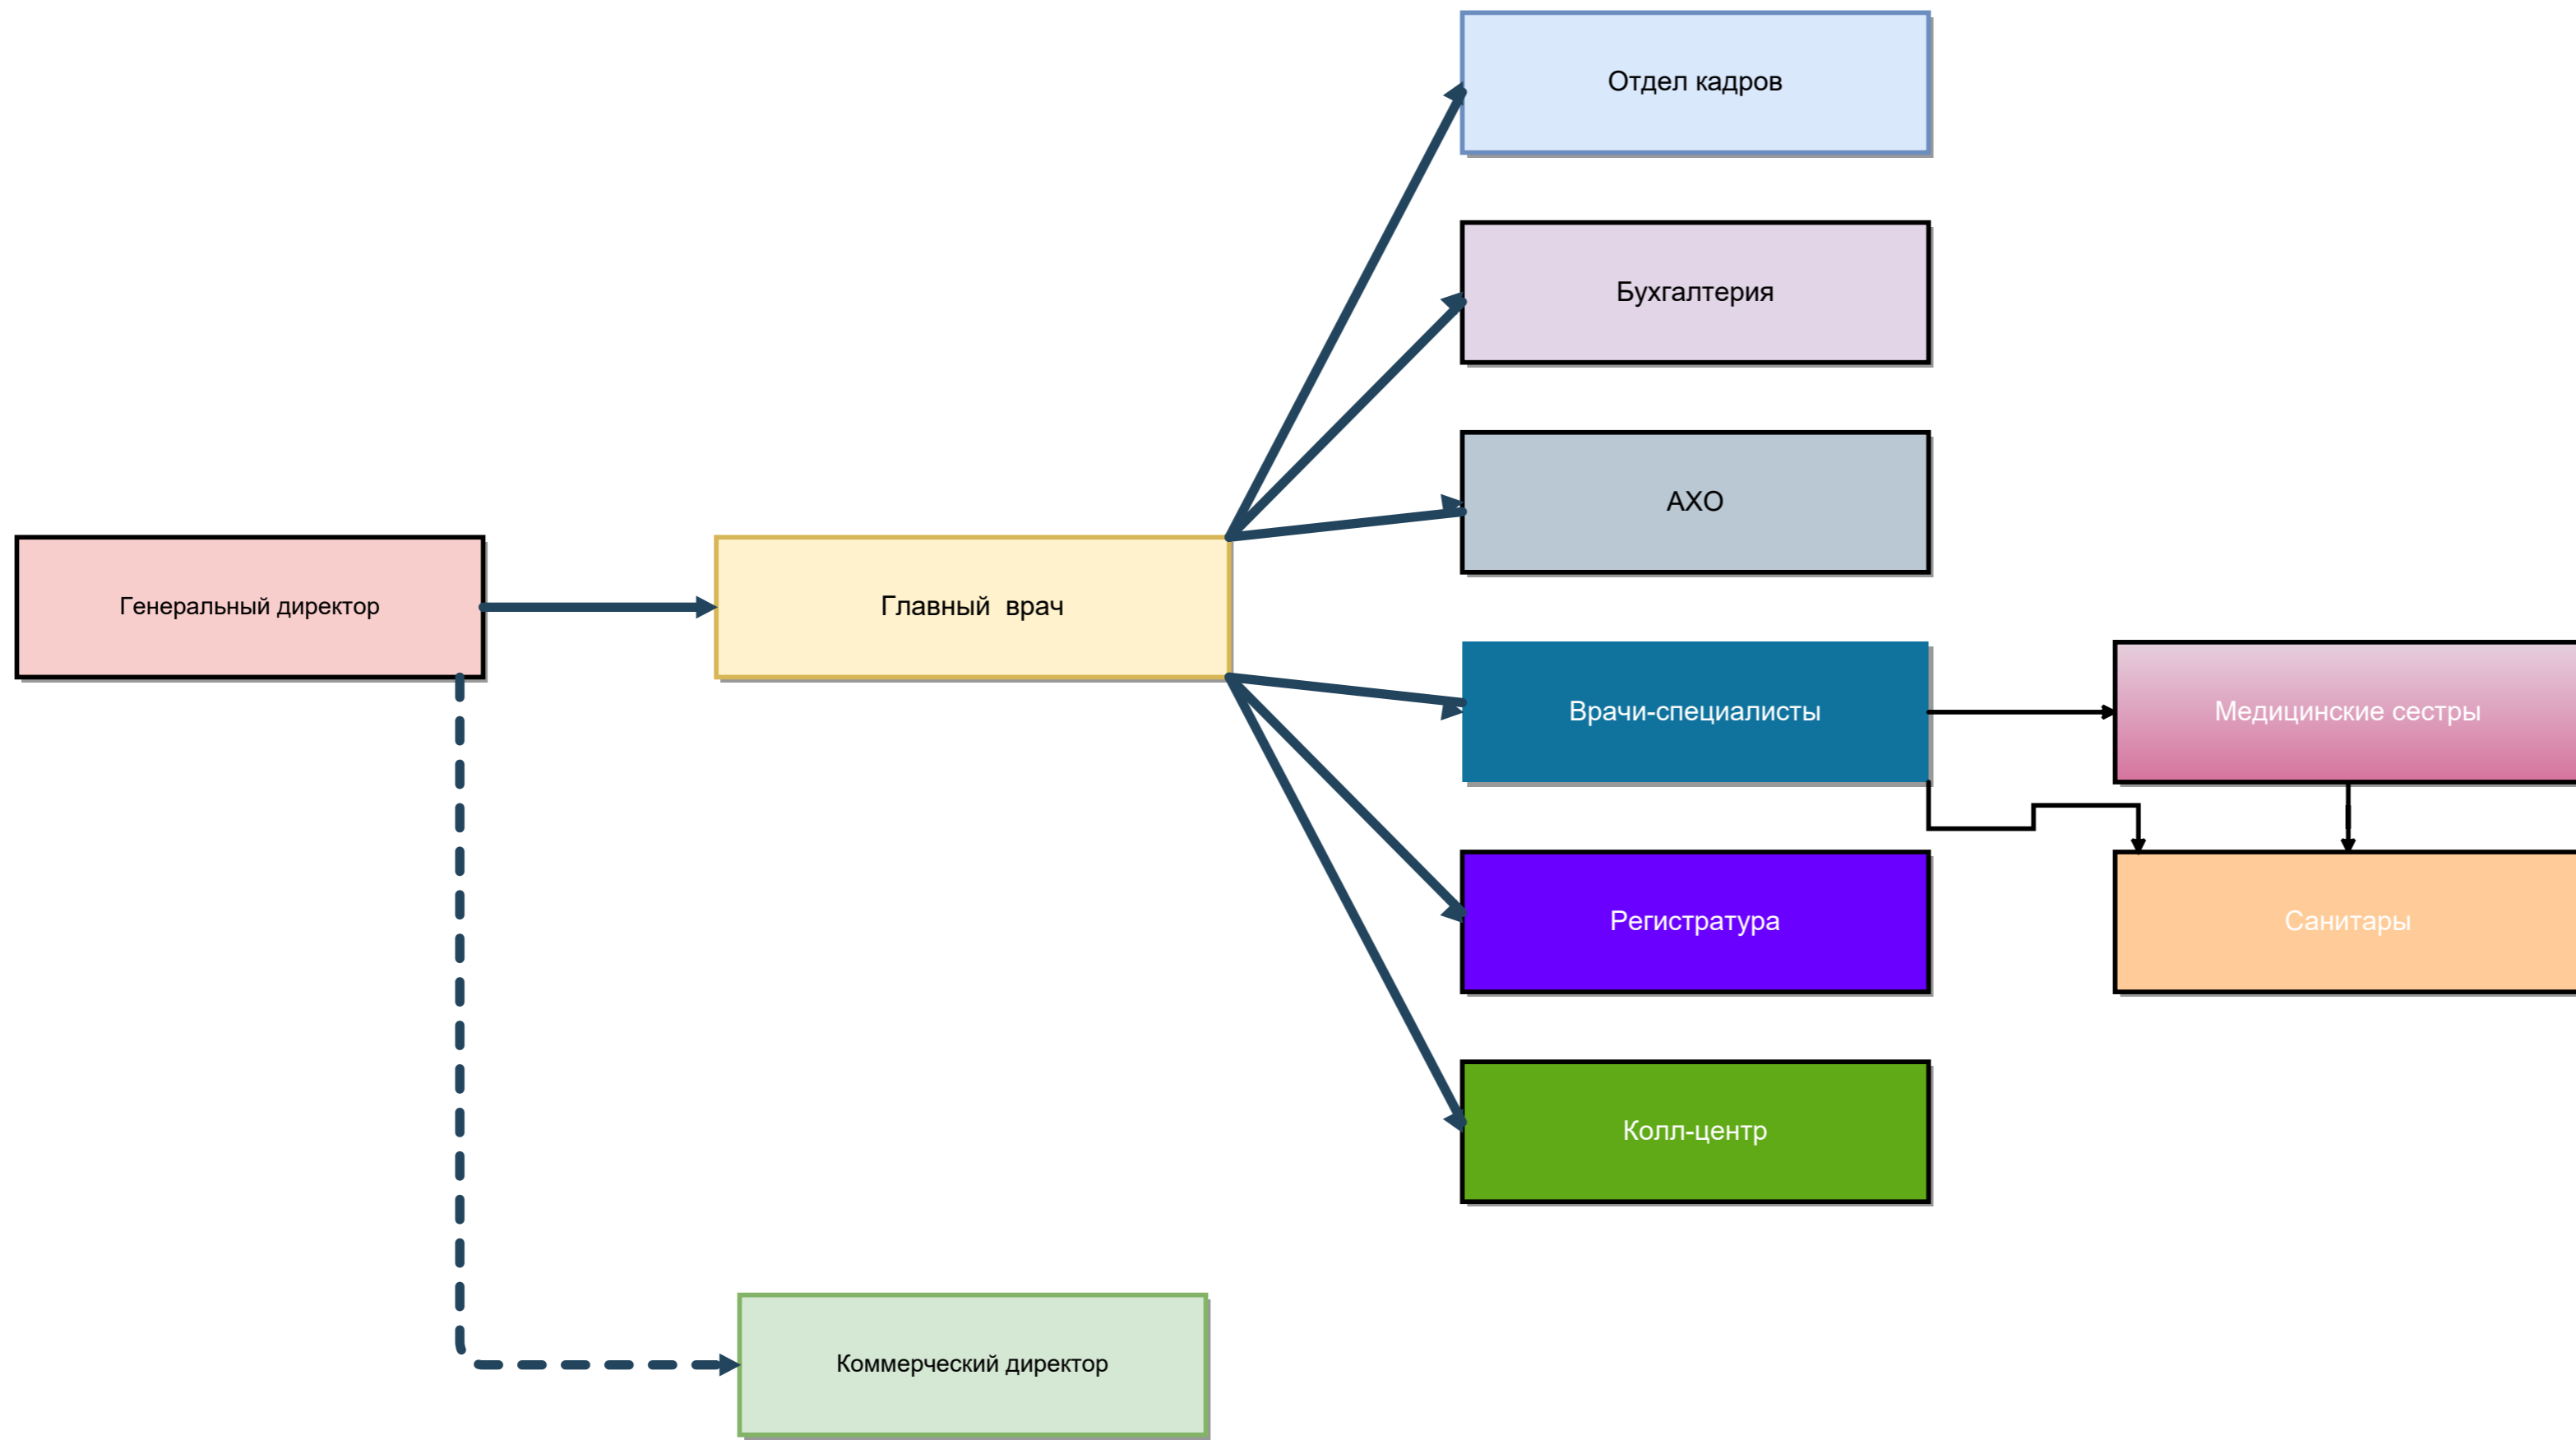 Отдел кадров
Бухгалтерия
АХО
Генеральный директор
Главный  врач
Врачи-специалисты
Медицинские сестры
Регистратура
Санитары
Колл-центр
Коммерческий директор